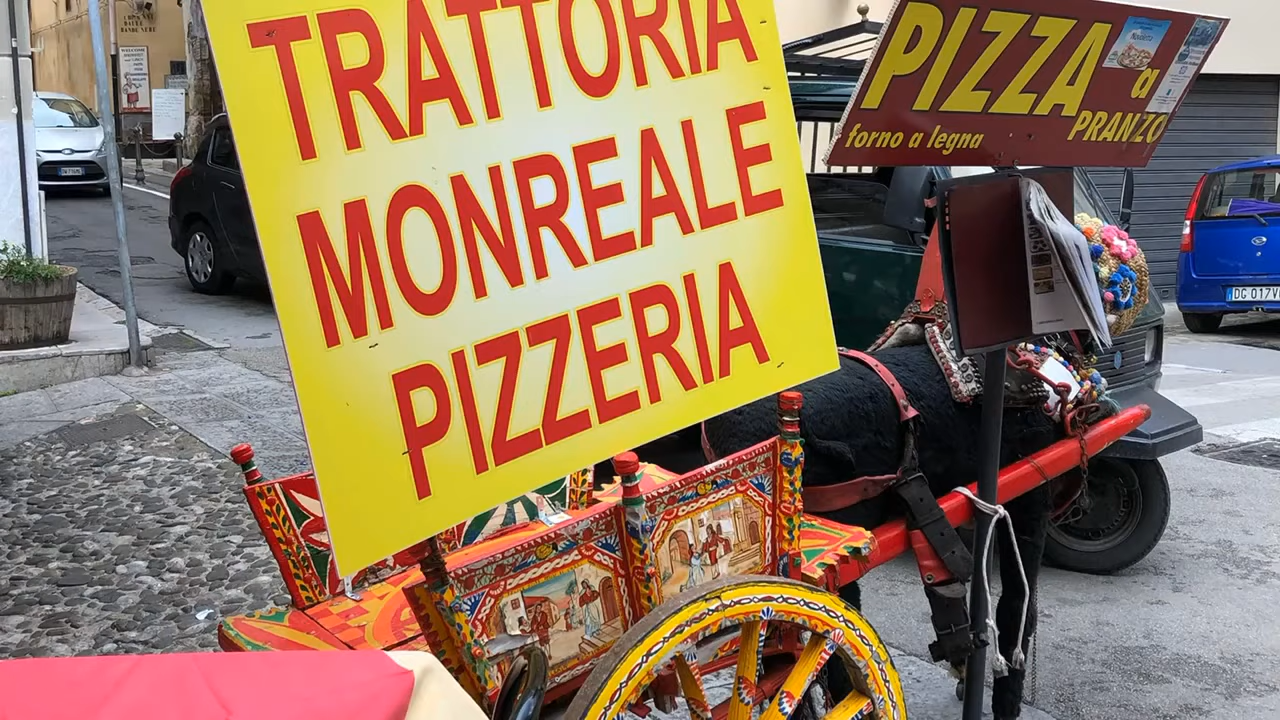 TRATTORIA
MONREALE
PIZZERIA
PIZZA
a
PRANZO
forno a legna
DG 017V